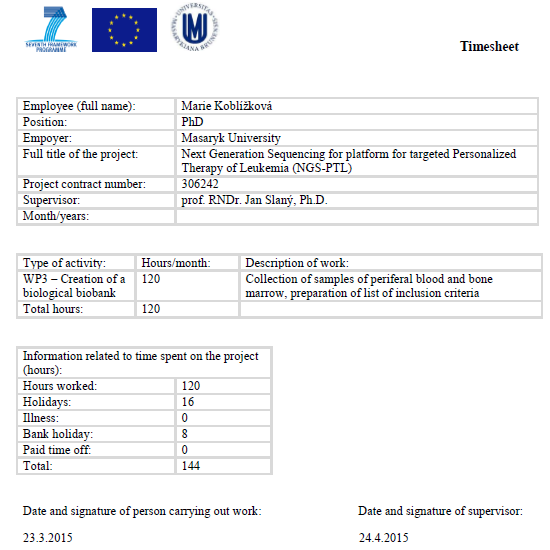 SEVENTH FRAMEWORK
PROGRAMME
Timesheet
Employee (full name): Marie Koblížková
Position: PhD
Empoyer: Masaryk University
Full title of the project: Next Generation Sequencing for platform for targeted Personalized
Therapy of Leukemia (NGS-PTL)
Project contract number: 306242
Supervisor: prof. RNDr. Jan Slaný, Ph.D.
Month/years:
Type of activity: Hours/month: Description of work:
WP3 – Creation of a 120 Collection of samples of periferal blood and bone
biological biobank marrow, preparation of list of inclusion criteria
Total hours: 120
Information related to time spent on the project
(hours):
Hours worked: 120
Holidays: 16
Illness: 0
Bank holiday: 8
Paid time off: 0
Total: 144
Date and signature of person carrying out work: Date and signature of supervisor:
23.3.2015 24.4.2015